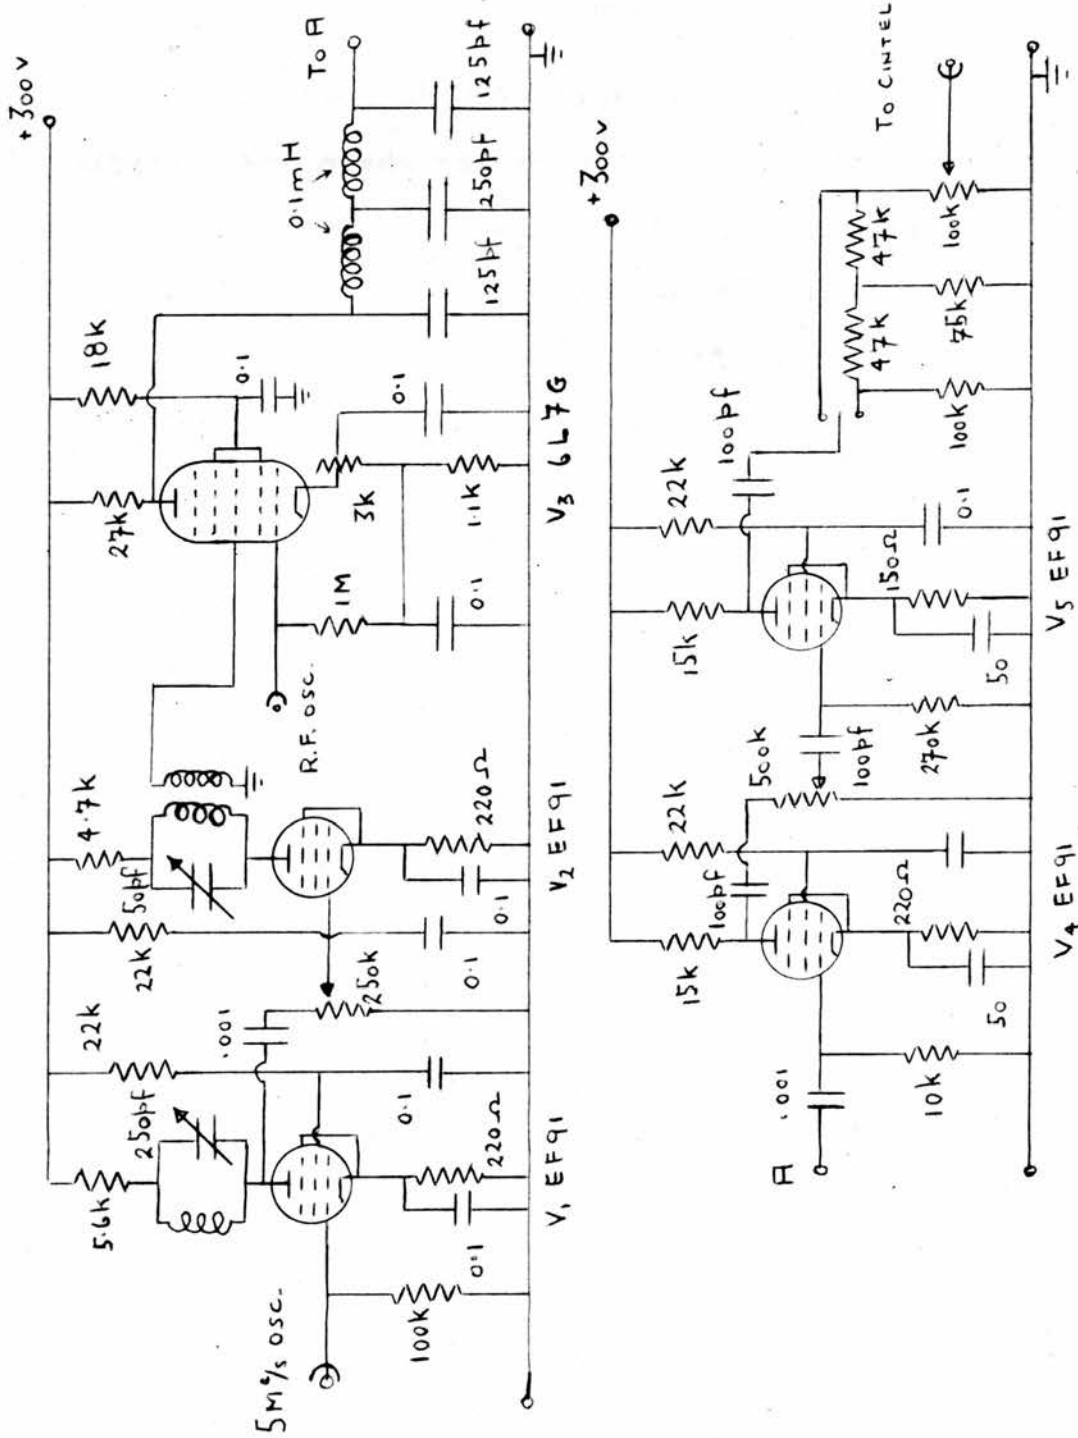 +300v
5.6k
250pf
22k
.001
22k
50pf
4.7k
27k
18k
0.1
0.1mH
To A
5Mc/s osc.
100k
0.1
220Ω
0.1
250k
0.1
0.1
220Ω
R.F. osc.
1M
0.1
3k
1.1k
0.1
125pf
250pf
125pf
V1 EF91
V2 EF91
V3 6L7G
+300v
15k
100pf
22k
500k
15k
22k
100pf
To Cintel
A
.001
10k
50
220Ω
100pf
270k
50
150Ω
0.1
100k
47k
75k
47k
100k
V4 EF91
V5 EF91